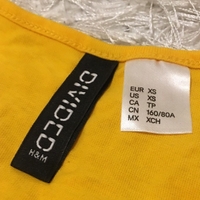 DIVIDED
H&M
EUR XS
US XS
CA TP
CN 160/80A
MX XCH